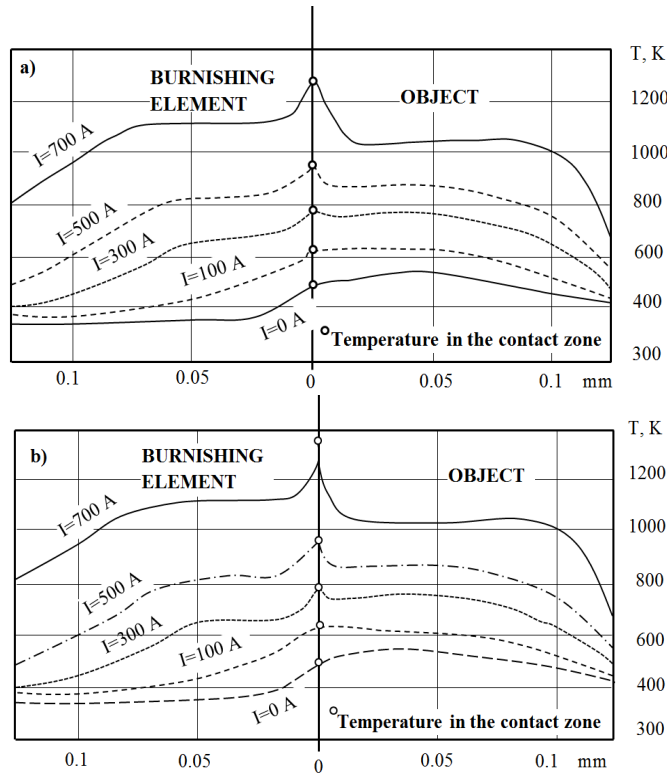 a)
T, K
BURNISHING
ELEMENT
OBJECT
1200
I=700 A
1000
800
I=500 A
I=300 A
600
I=100 A
400
I=0 A
Temperature in the contact zone
300
0.1
0.05
0
0.05
0.1
mm
b)
T, K
BURNISHING
ELEMENT
OBJECT
1200
I=700 A
1000
I=500 A
800
I=300 A
600
I=100 A
400
I=0 A
Temperature in the contact zone
300
0.1
0.05
0
0.05
0.1
mm